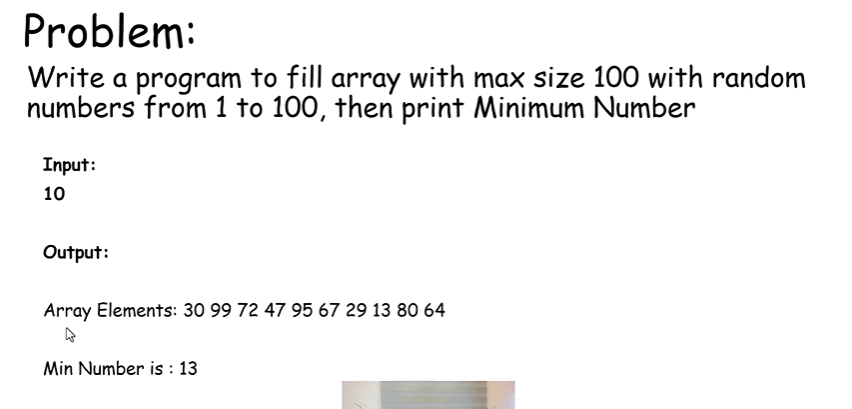 Problem:
Write a program to fill array with max size 100 with random
numbers from 1 to 100, then print Minimum Number
Input:
10
Output:
Array Elements: 30 99 72 47 95 67 29 13 80 64
Min Number is : 13